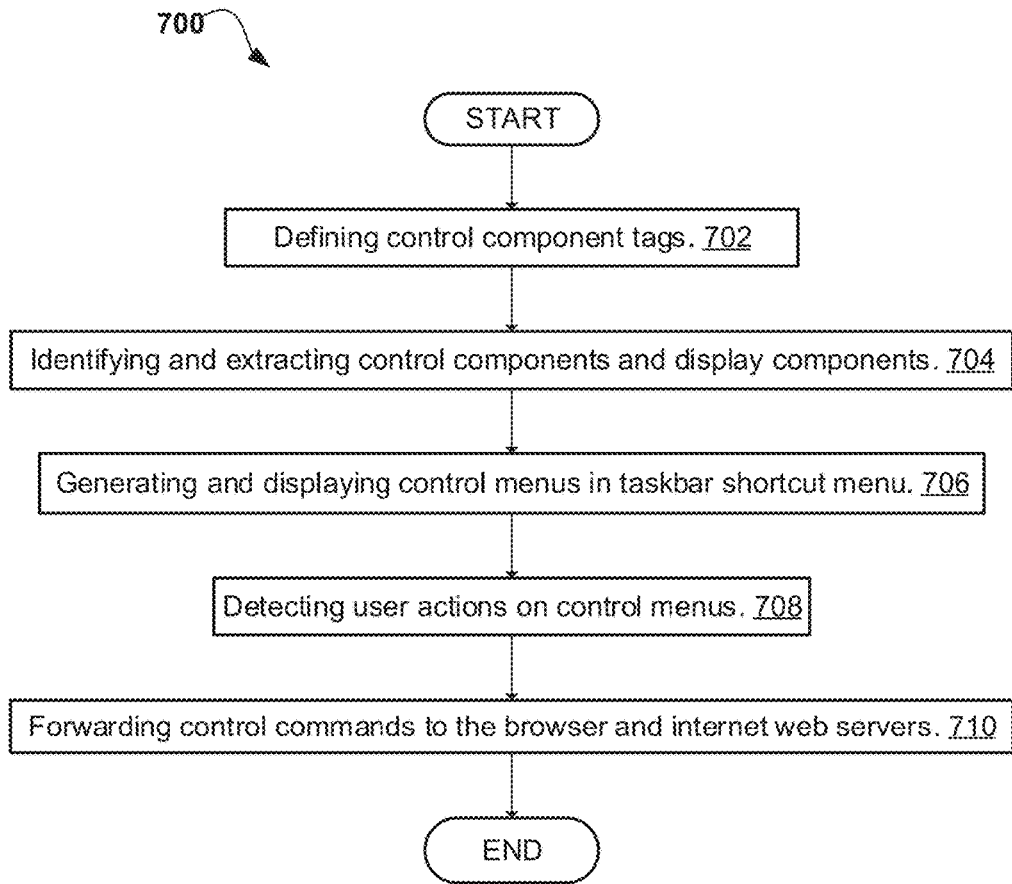 700
START
Defining control component tags. 702
Identifying and extracting control components and display components. 704
Generating and displaying control menus in taskbar shortcut menu. 706
Detecting user actions on control menus. 708
Forwarding control commands to the browser and internet web servers. 710
END